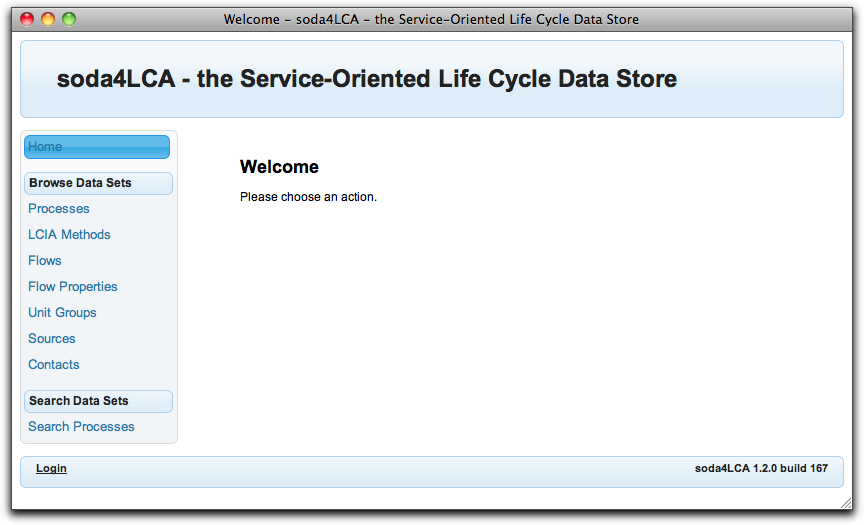 Welcome – soda4LCA – the Service-Oriented Life Cycle Data Store
soda4LCA - the Service-Oriented Life Cycle Data Store
Home
Browse Data Sets
Processes
LCIA Methods
Flows
Flow Properties
Unit Groups
Sources
Contacts
Search Data Sets
Search Processes
Welcome
Please choose an action.
Login
soda4LCA 1.2.0 build 167